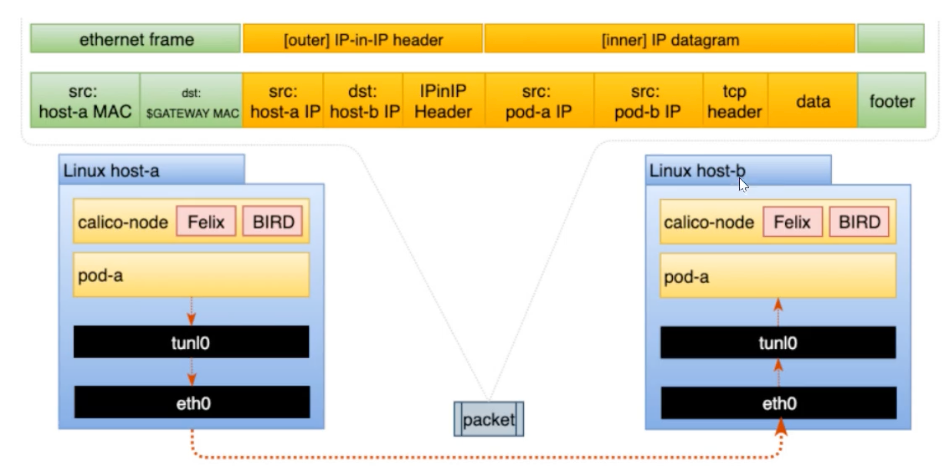 ethernet frame [outer] IP-in-IP header [inner] IP datagram
src: dst: src: dst: IPinIP src: src: tcp data footer
host-a MAC $GATEWAY MAC host-a IP host-b IP Header pod-a IP pod-b IP header
Linux host-a
calico-node Felix BIRD
pod-a
tunl0
eth0
packet
Linux host-b
calico-node Felix BIRD
pod-a
tunl0
eth0